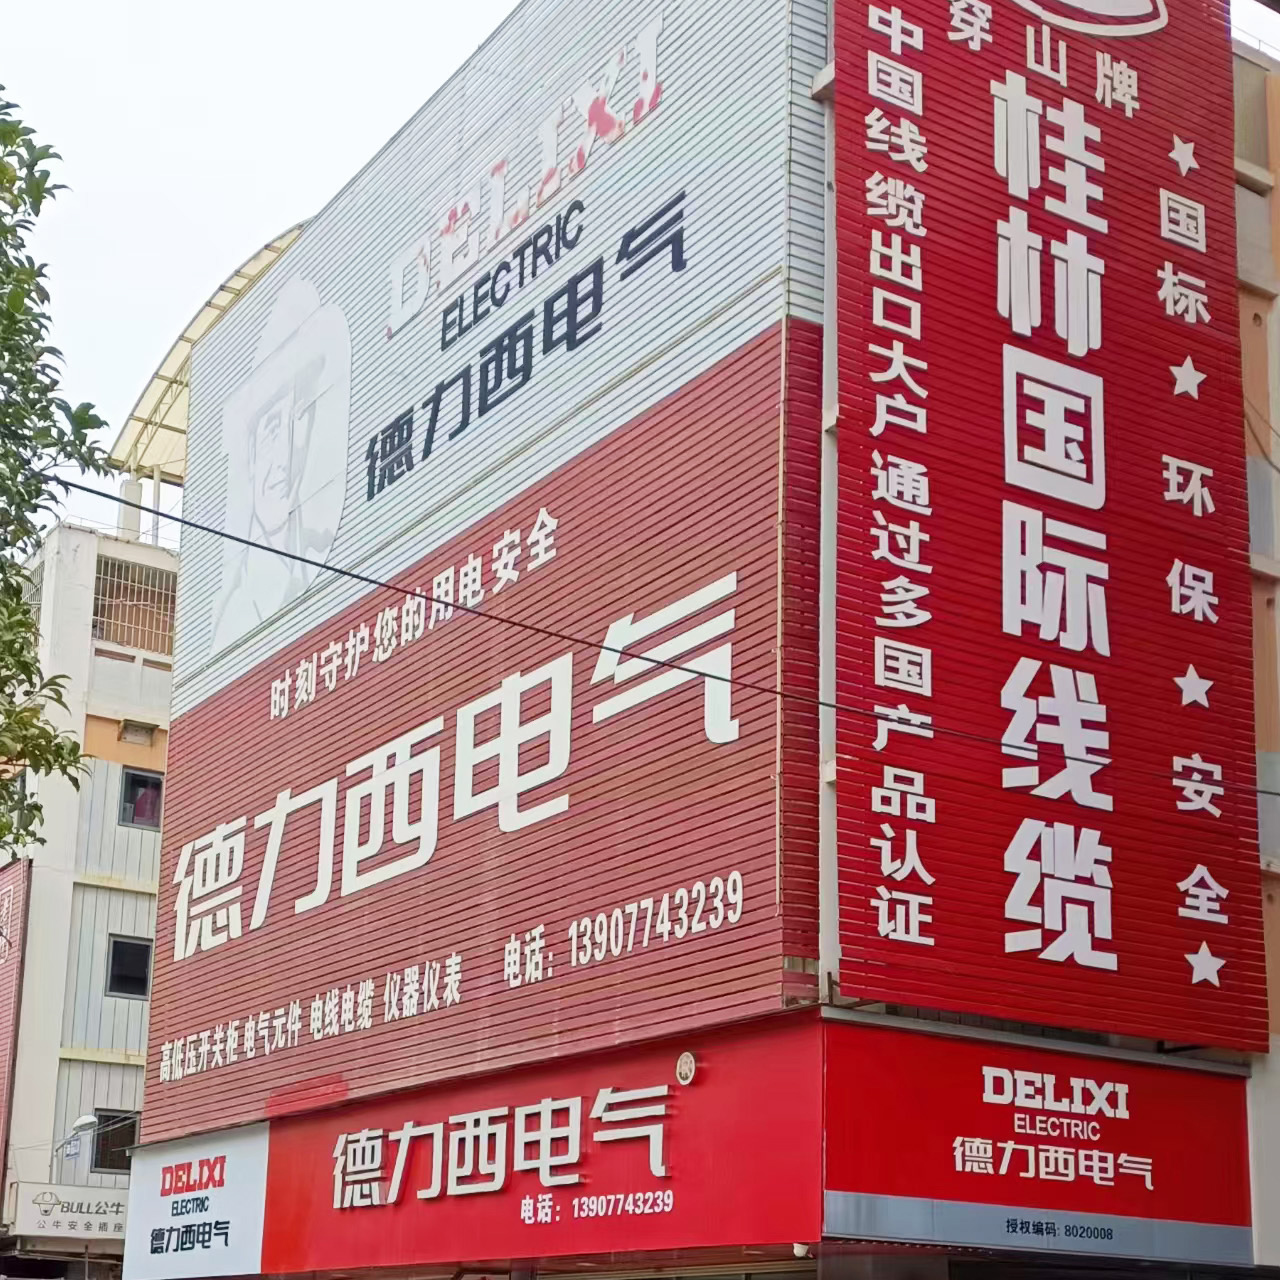 DELIXI
ELECTRIC
德力西电气
时刻守护您的用电安全
德力西电气
高低压开关柜 电气元件 电线电缆 仪器仪表 电话：13907743239
德力西电气
电话：13907743239
DELIXI
ELECTRIC
德力西电气
穿山牌
桂林国际线缆
中国线缆出口大户 通过多国产品认证
★国标★环保★安全★
DELIXI
ELECTRIC
德力西电气
授权编码: 8020008
BULL公牛
公牛安全插座